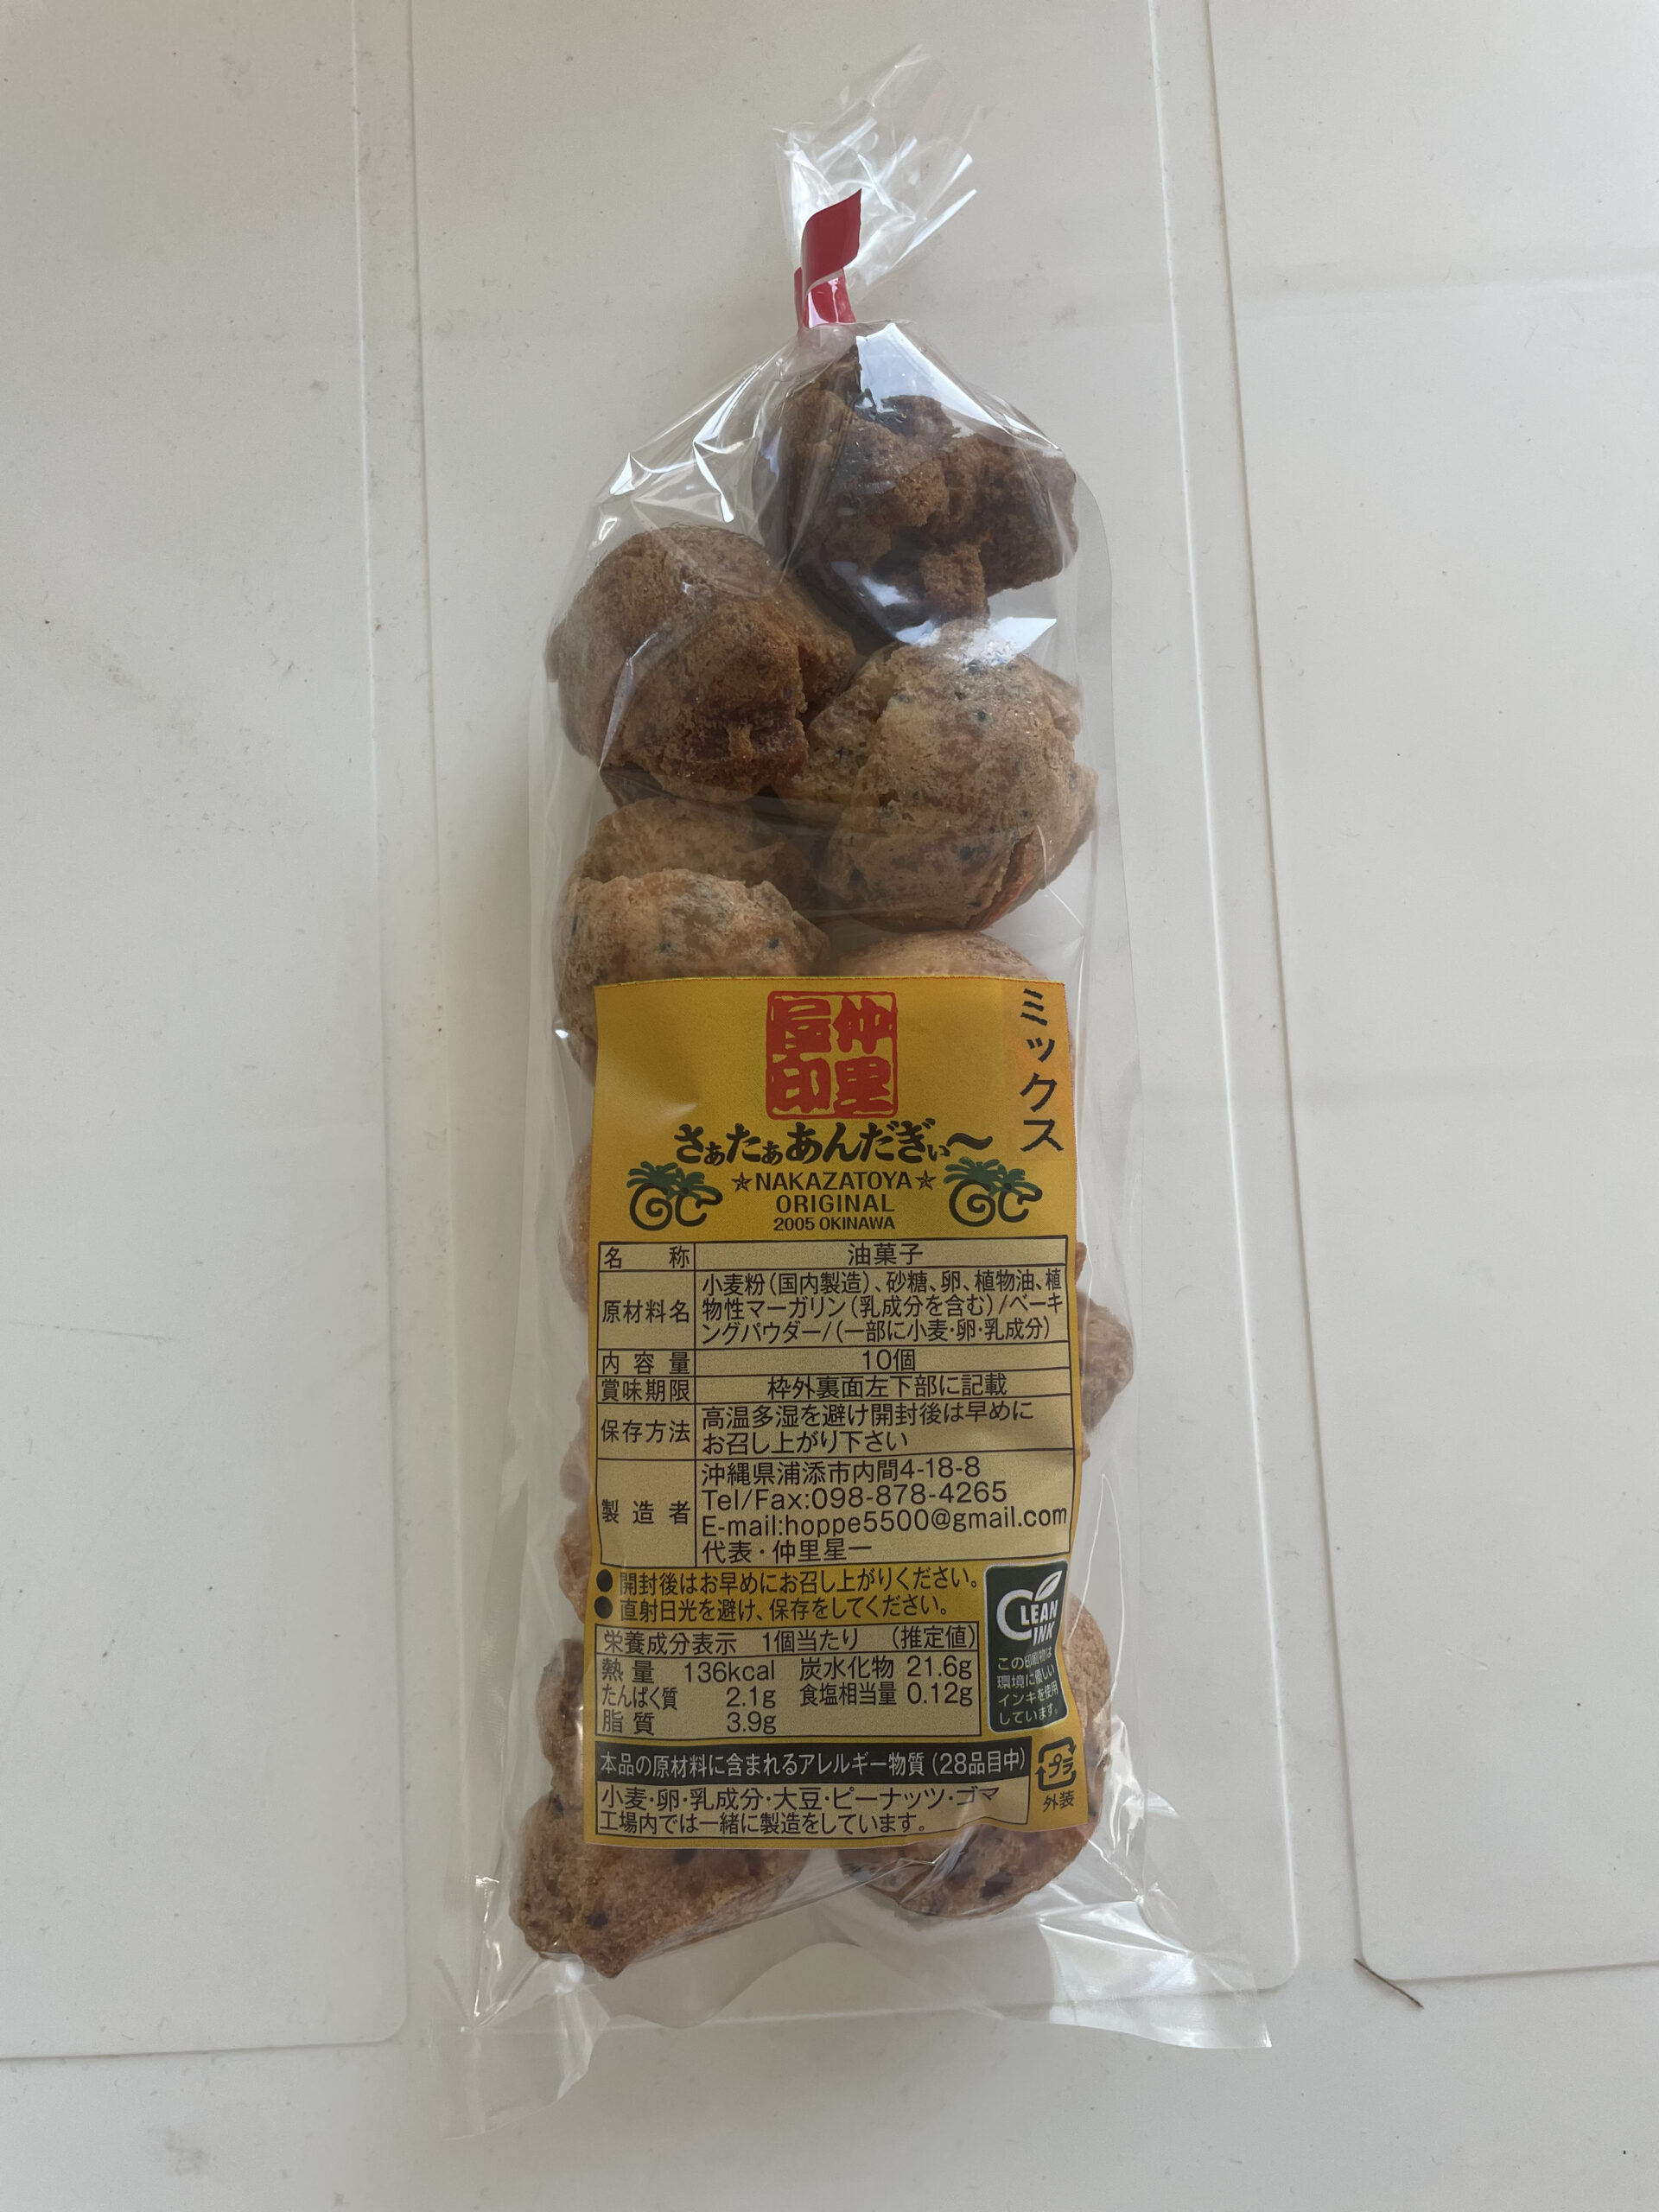 仲里
屋印
ミックス
さぁたぁあんだぎぃ〜
☆NAKAZATOYA☆
ORIGINAL
2005 OKINAWA
名称 油菓子
原材料名 小麦粉(国内製造)、砂糖、卵、植物油、植
物性マーガリン(乳成分を含む)/ベーキ
ングパウダー/(一部に小麦・卵・乳成分)
内容量 10個
賞味期限 枠外裏面左下部に記載
保存方法 高温多湿を避け開封後は早めに
お召し上がり下さい
製造者 沖縄県浦添市内間4-18-8
Tel/Fax:098-878-4265
E-mail:hoppe5500@gmail.com
代表・仲里星一
●開封後はお早めにお召し上がりください。
●直射日光を避け、保存をしてください。
CLEAN
INK
この印刷物は
環境に優しい
インキを使用
しています。
栄養成分表示 1個当たり (推定値)
熱量 136kcal 炭水化物 21.6g
たんぱく質 2.1g 食塩相当量 0.12g
脂質 3.9g
本品の原材料に含まれるアレルギー物質(28品目中)
小麦・卵・乳成分・大豆・ピーナッツ・ゴマ
工場内では一緒に製造をしています。
プラ
外装